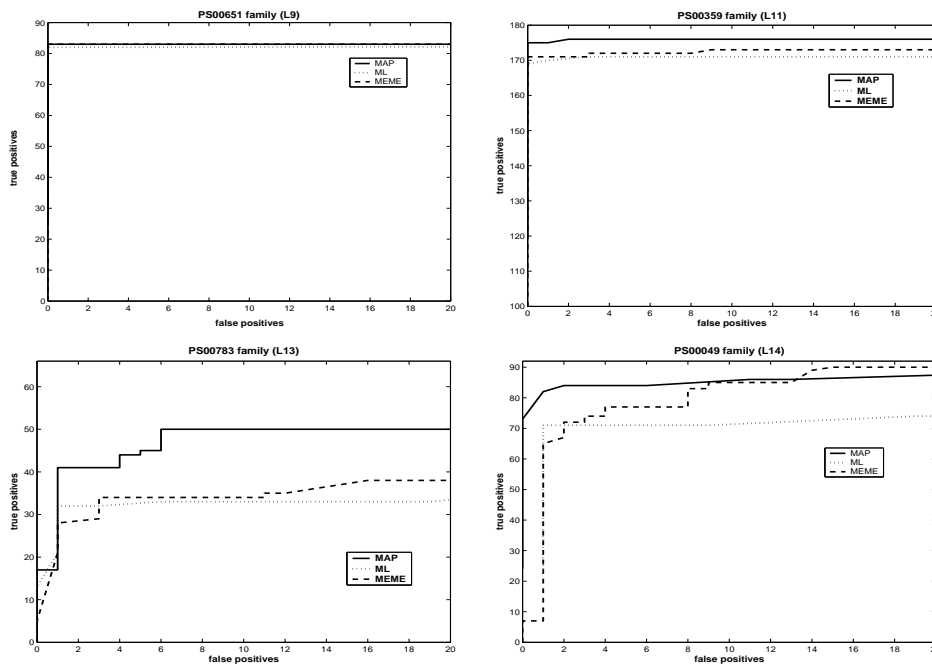 PS00651 family (L9)
90
80
70
60
50
40
30
20
10
0
true positives
MAP
ML
MEME
0 2 4 6 8 10 12 14 16 18 20
false positives
PS00359 family (L11)
180
170
160
150
140
130
120
110
100
true positives
MAP
ML
MEME
0 2 4 6 8 10 12 14 16 18 20
false positives
PS00783 family (L13)
60
50
40
30
20
10
0
true positives
MAP
ML
MEME
0 2 4 6 8 10 12 14 16 18 20
false positives
PS00049 family (L14)
90
80
70
60
50
40
30
20
10
0
true positives
MAP
ML
MEME
0 2 4 6 8 10 12 14 16 18 20
false positives